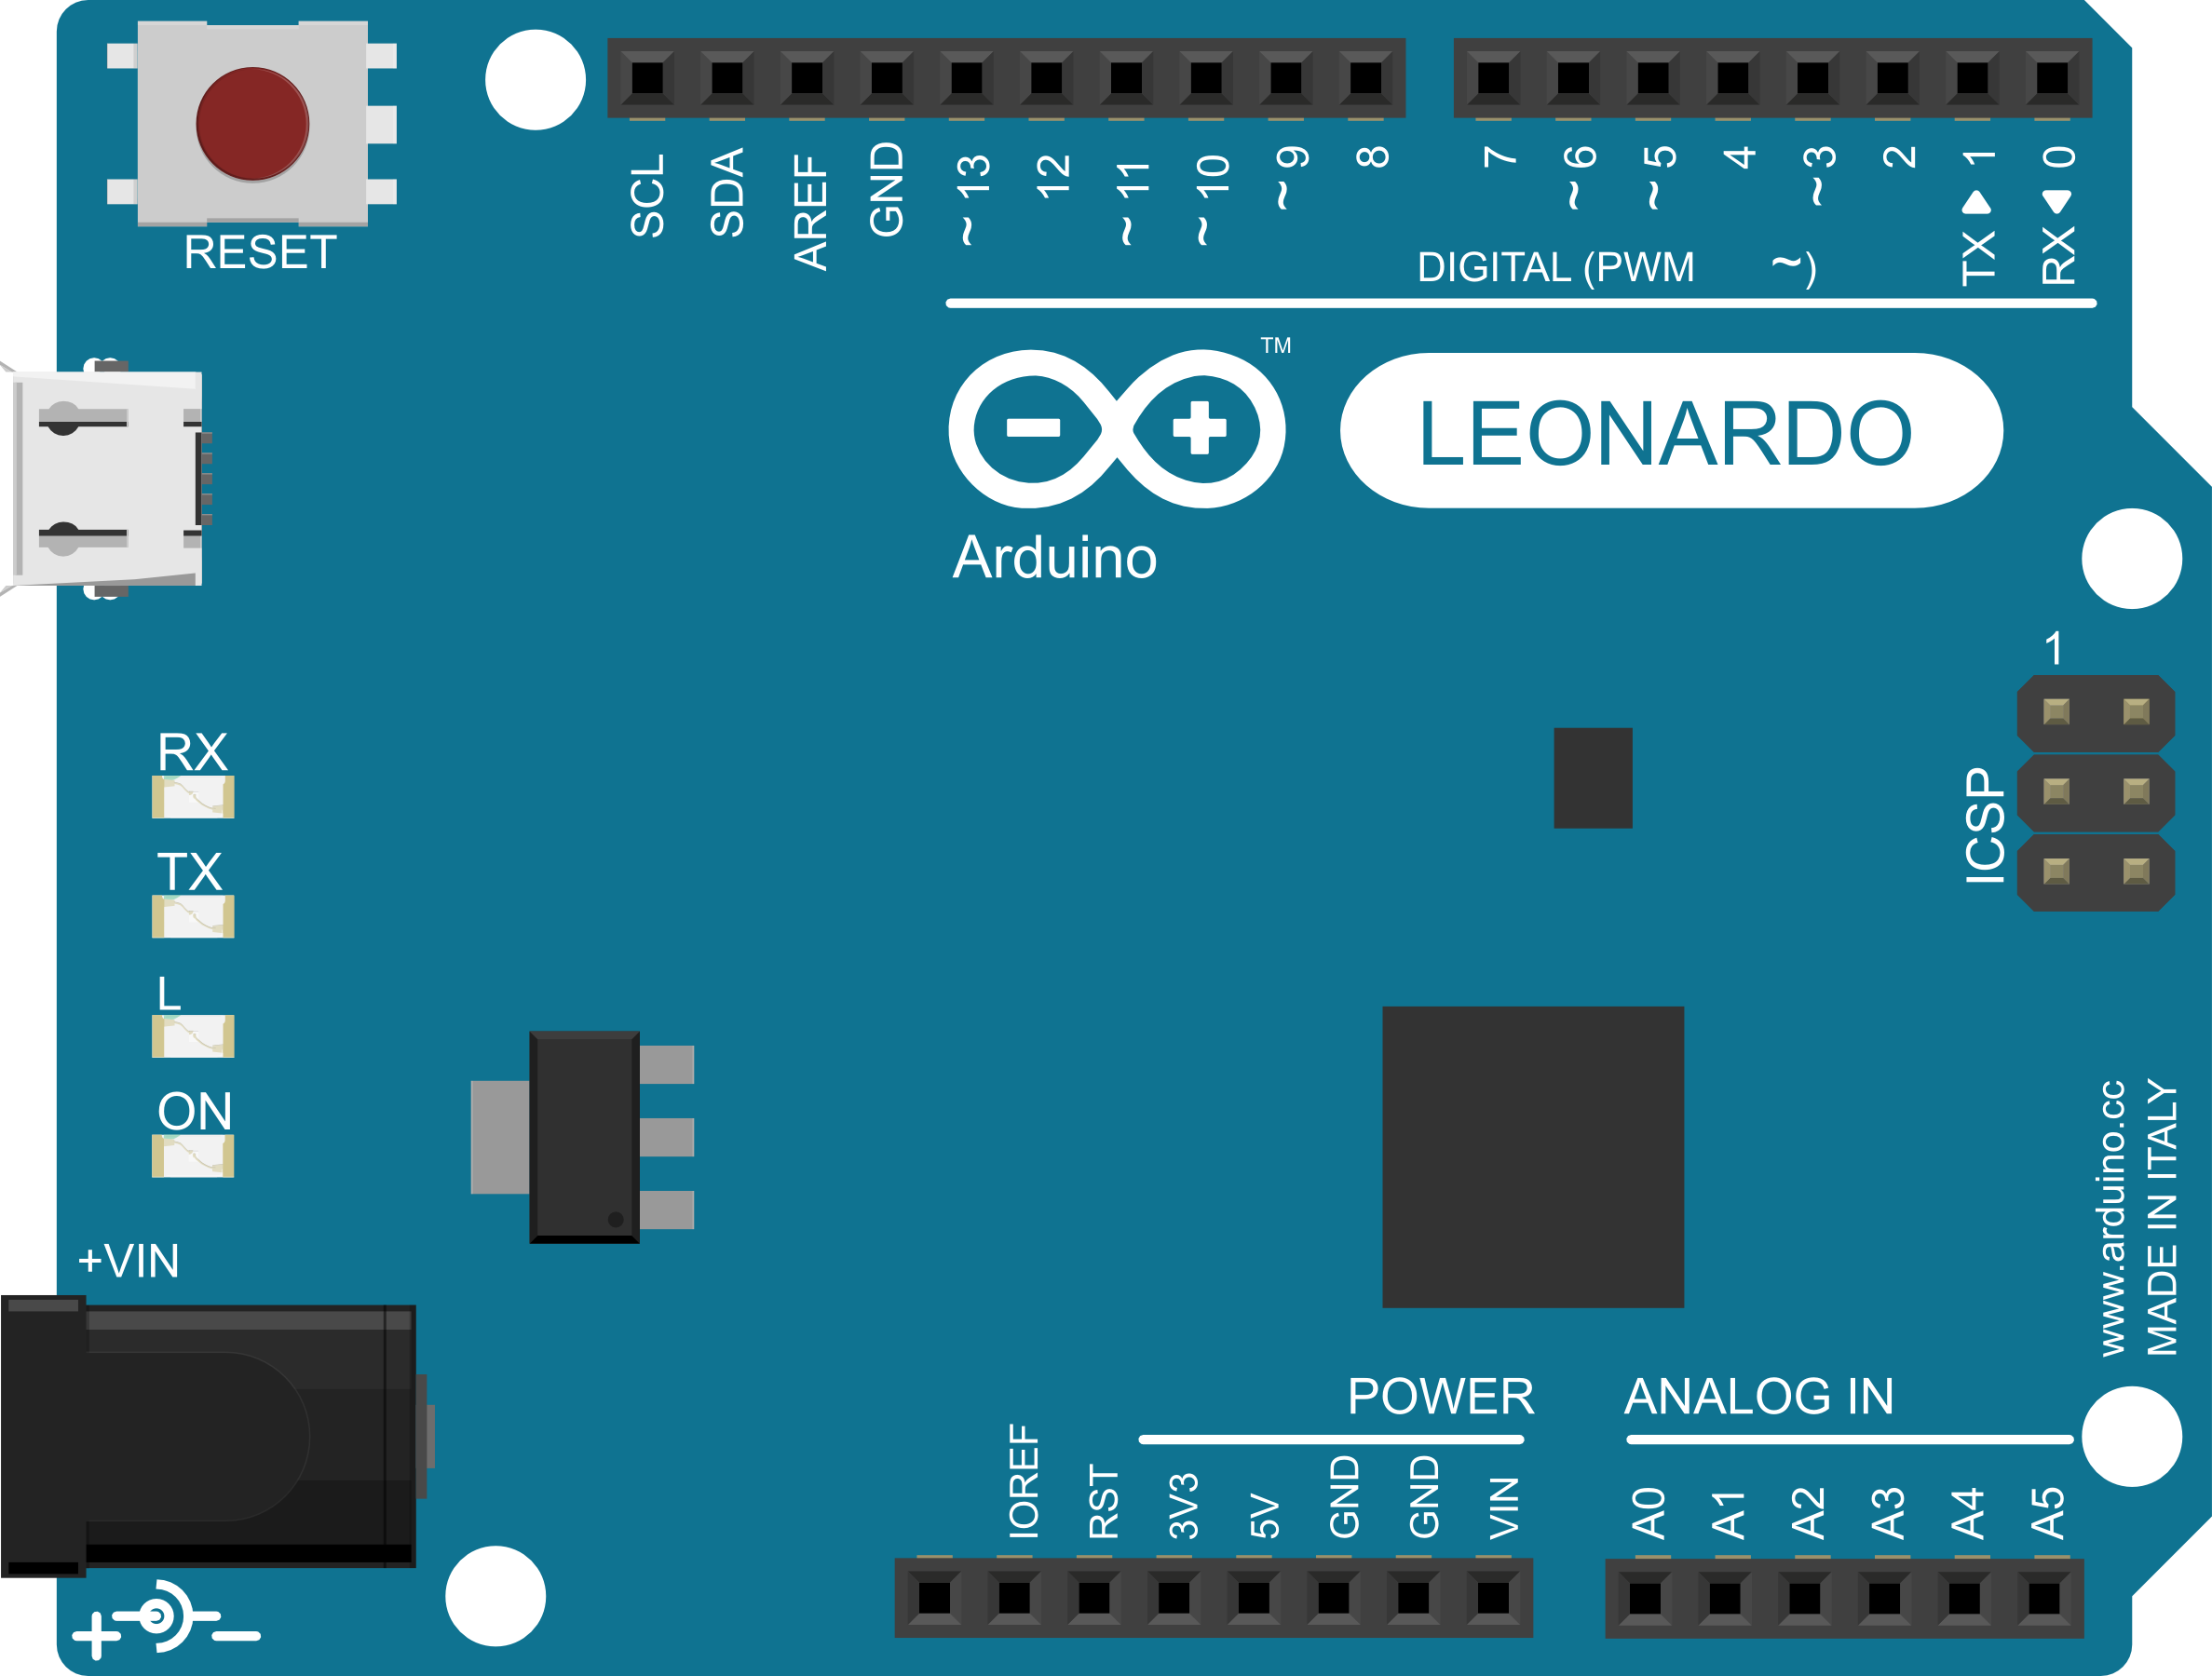 RESET
SCL
SDA
AREF
GND
~13
12
~11
~10
~9
8
7
~6
~5
4
~3
2
TX▶1
RX◀0
DIGITAL (PWM ~)
TM
LEONARDO
Arduino
1
ICSP
RX
TX
L
ON
+VIN
www.arduino.cc
MADE IN ITALY
POWER
ANALOG IN
IOREF
RST
3V3
5V
GND
GND
VIN
A0
A1
A2
A3
A4
A5